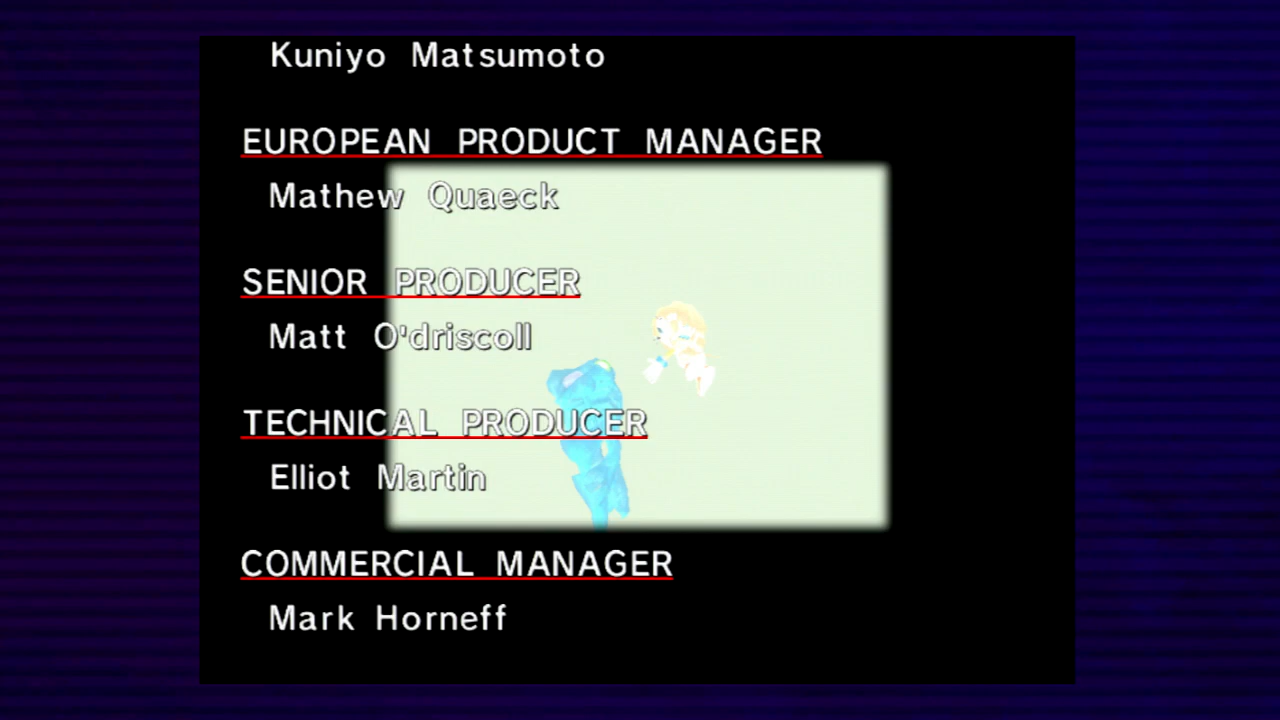 Kuniyo Matsumoto
EUROPEAN PRODUCT MANAGER
Mathew Quaeck
SENIOR PRODUCER
Matt O'driscoll
TECHNICAL PRODUCER
Elliot Martin
COMMERCIAL MANAGER
Mark Horneff